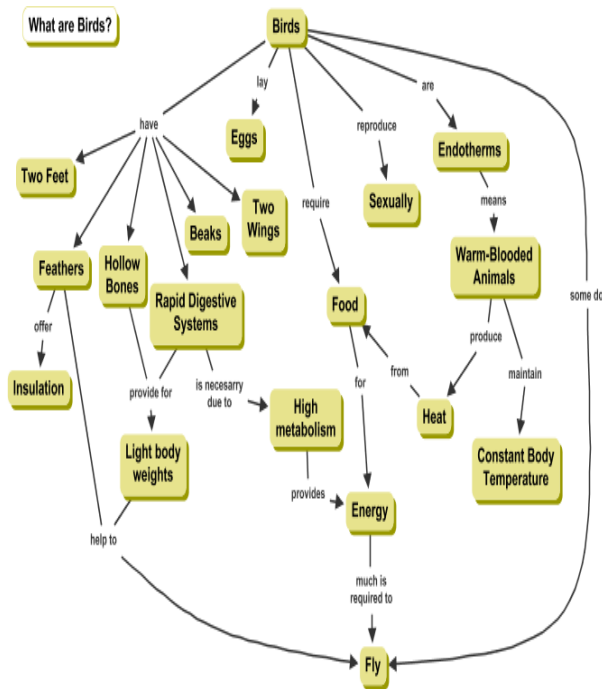 What are Birds?
Birds
lay
are
have
Eggs
reproduce
Endotherms
Two Feet
Sexually
means
Two
Wings
require
Beaks
Feathers
Hollow
Bones
Warm-Blooded
Animals
Rapid Digestive
Systems
Food
some do
offer
produce
from
maintain
Insulation
provide for
is necesarry
due to
for
High
metabolism
Heat
Light body
weights
Constant Body
Temperature
provides
Energy
help to
much is
required to
Fly